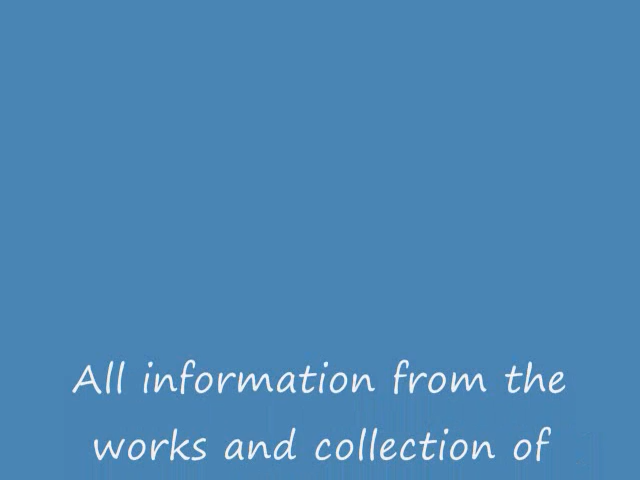 All information from the
works and collection of